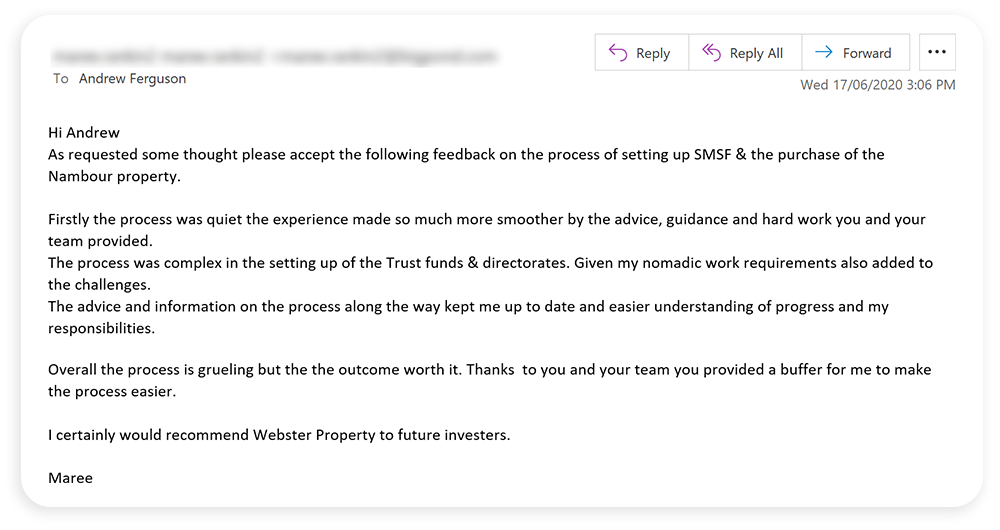 Reply
Reply All
Forward
To Andrew Ferguson
Wed 17/06/2020 3:06 PM
Hi Andrew
As requested some thought please accept the following feedback on the process of setting up SMSF & the purchase of the
Nambour property.
Firstly the process was quiet the experience made so much more smoother by the advice, guidance and hard work you and your
team provided.
The process was complex in the setting up of the Trust funds & directorates. Given my nomadic work requirements also added to
the challenges.
The advice and information on the process along the way kept me up to date and easier understanding of progress and my
responsibilities.
Overall the process is grueling but the the outcome worth it. Thanks  to you and your team you provided a buffer for me to make
the process easier.
I certainly would recommend Webster Property to future investers.
Maree